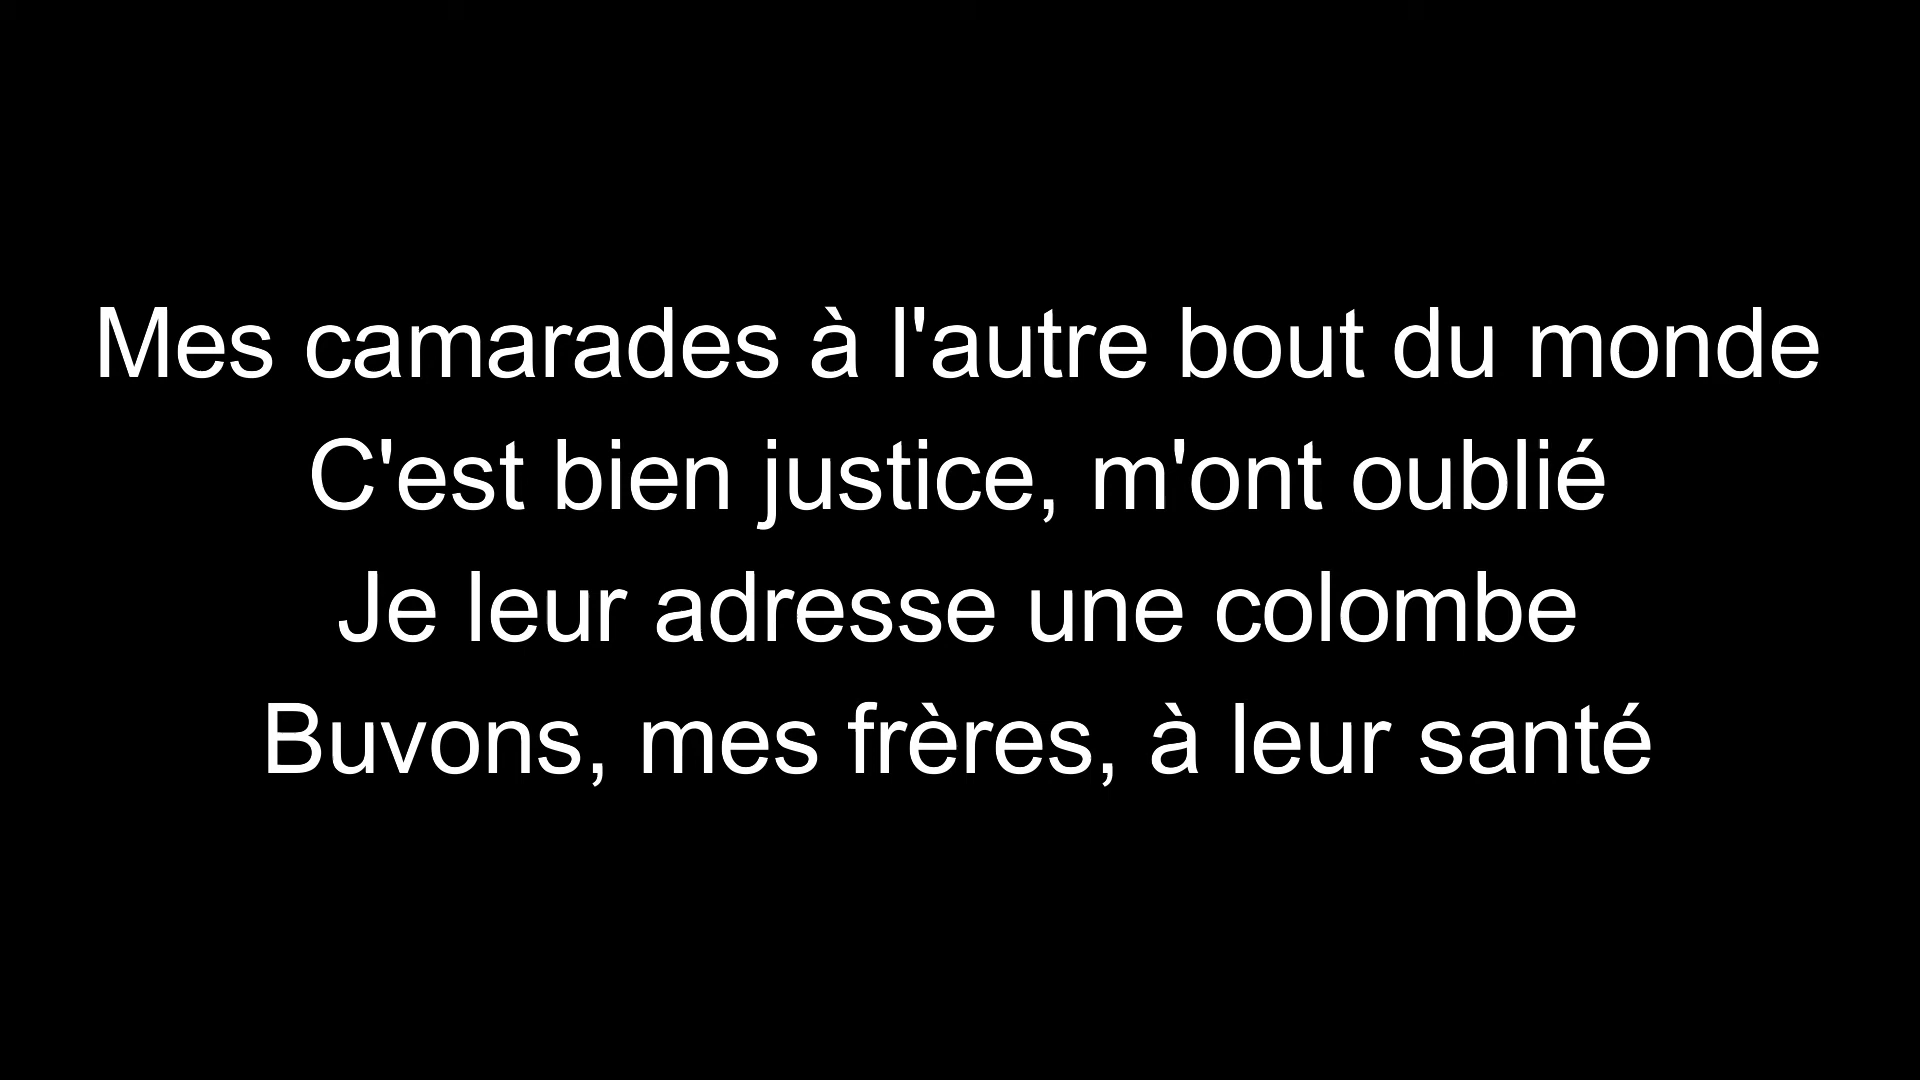 Mes camarades à l'autre bout du monde
C'est bien justice, m'ont oublié
Je leur adresse une colombe
Buvons, mes frères, à leur santé